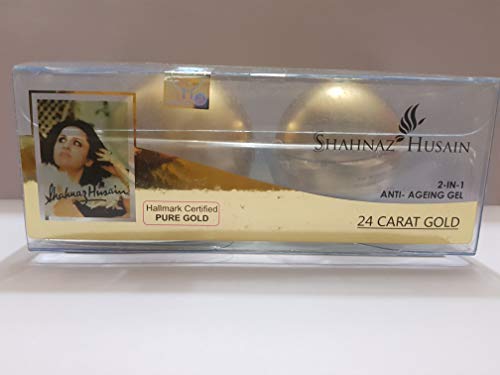 Shahnaz Husain
Hallmark Certified
PURE GOLD
SHAHNAZ HUSAIN
2-IN-1
ANTI- AGEING GEL
24 CARAT GOLD